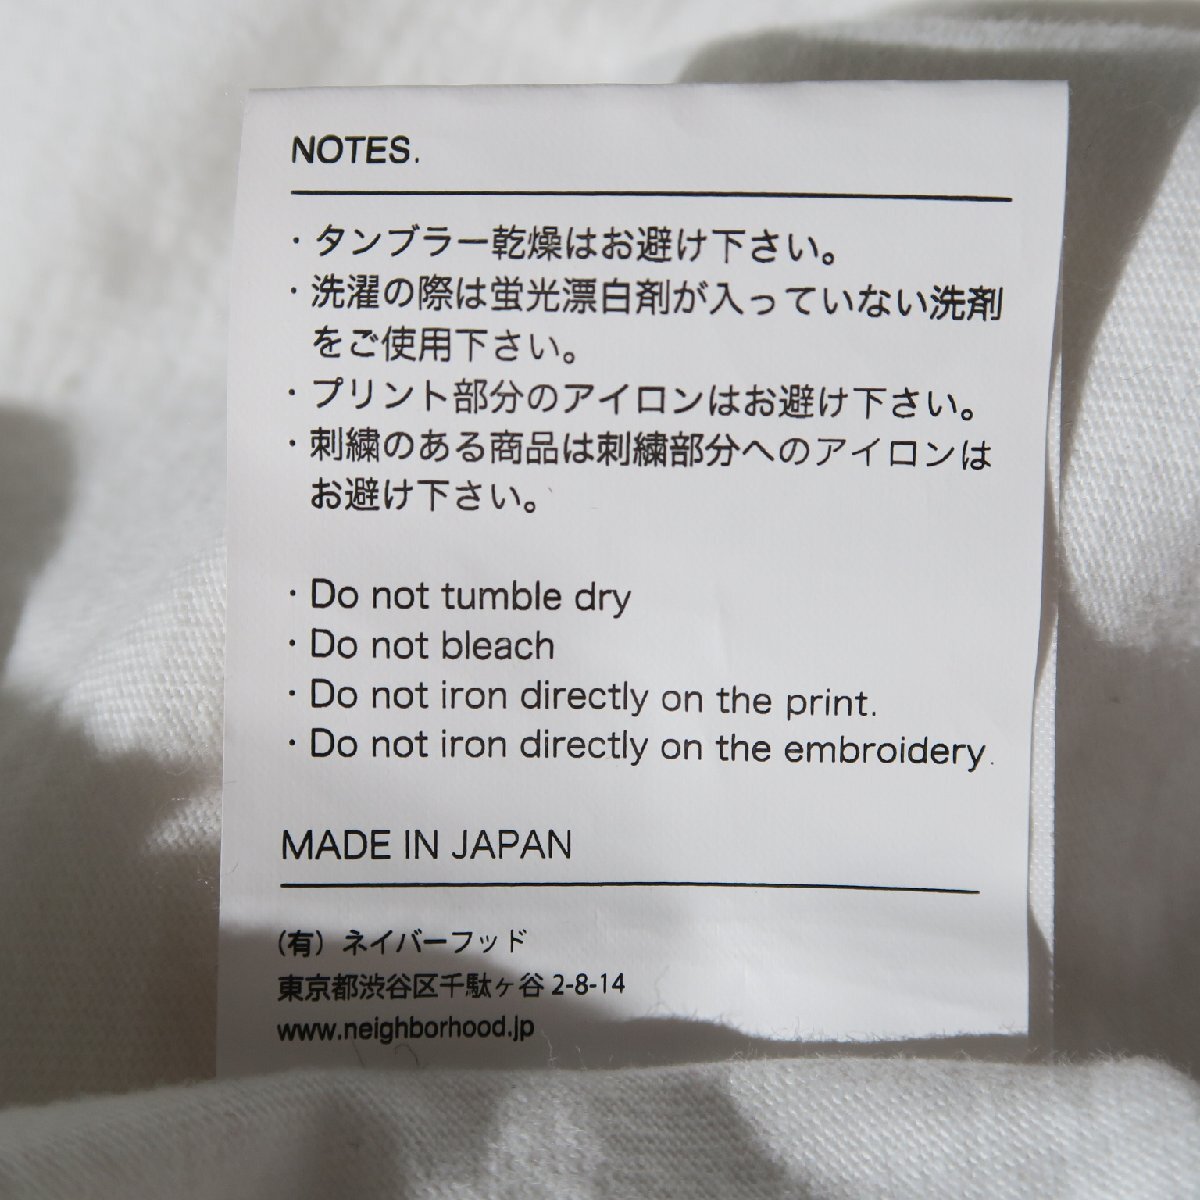 NOTES.
・タンブラー乾燥はお避け下さい。
・洗濯の際は蛍光漂白剤が入っていない洗剤
をご使用下さい。
・プリント部分のアイロンはお避け下さい。
・刺繍のある商品は刺繍部分へのアイロンは
お避け下さい。
・Do not tumble dry
・Do not bleach
・Do not iron directly on the print.
・Do not iron directly on the embroidery.
MADE IN JAPAN
(有) ネイバーフッド
東京都渋谷区千駄ヶ谷 2-8-14
www.neighborhood.jp